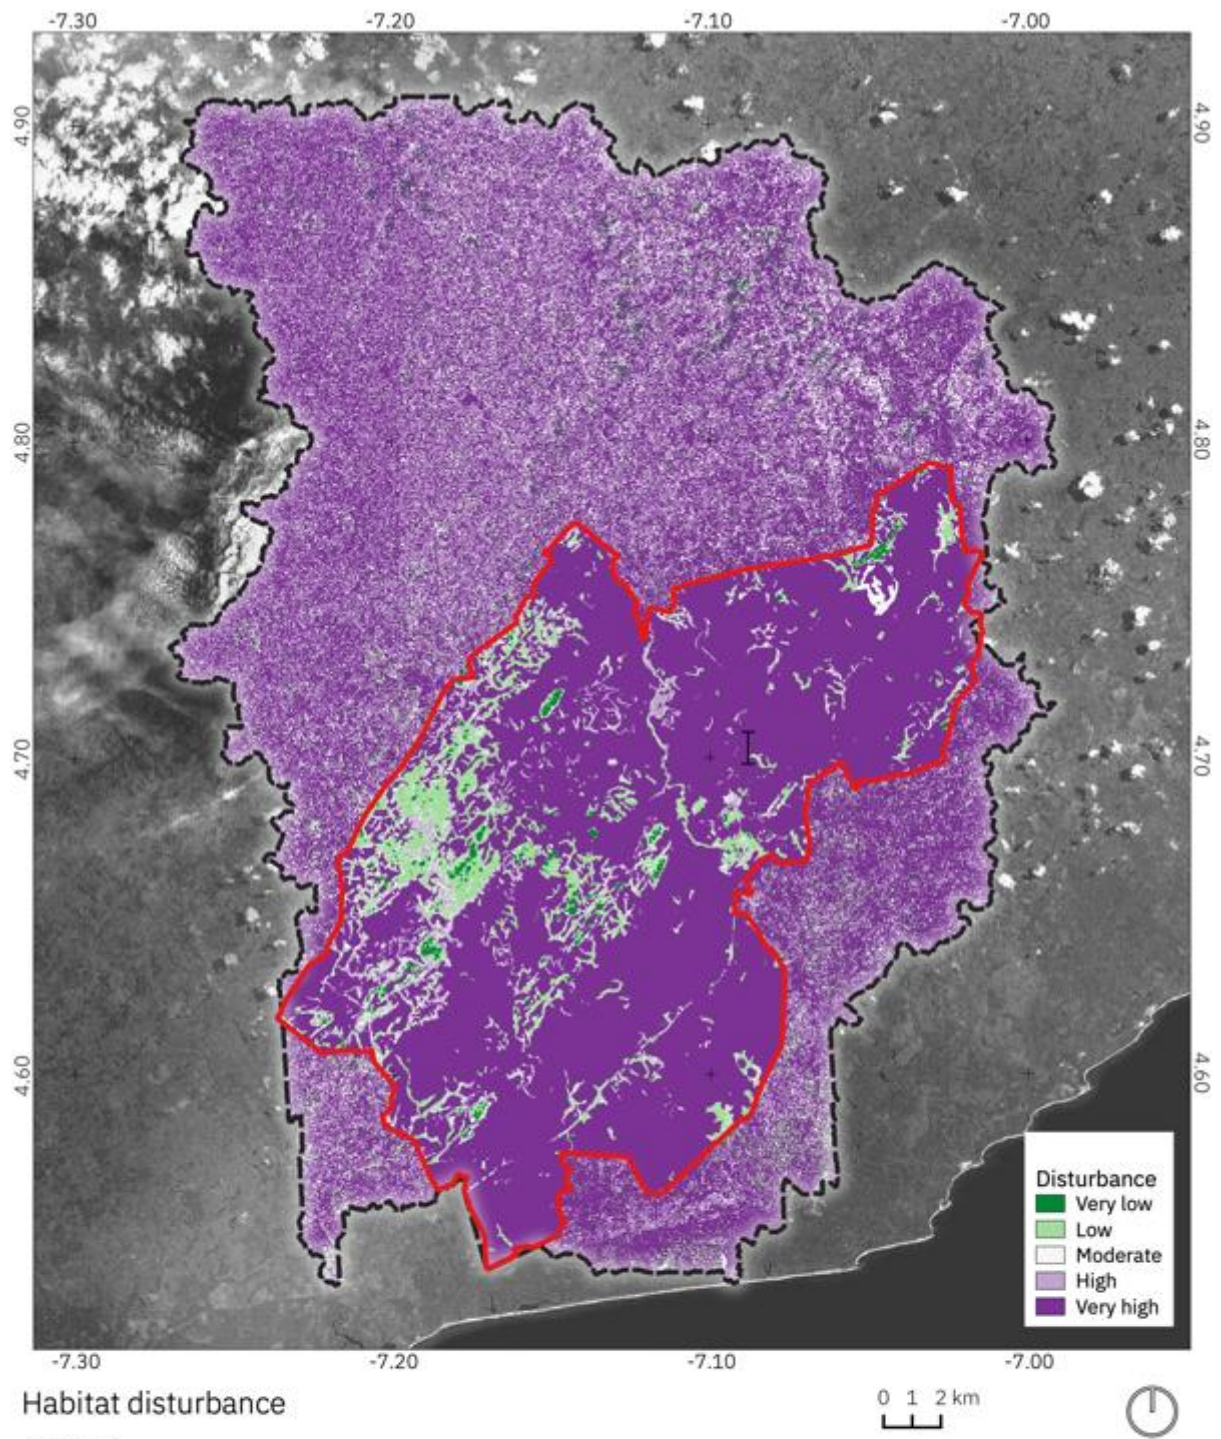 -7.30 -7.20 -7.10 -7.00
4.90 4.90
4.80 4.80
4.70 4.70
4.60 4.60
Disturbance
Very low
Low
Moderate
High
Very high
-7.30 -7.20 -7.10 -7.00
Habitat disturbance
0 1 2 km